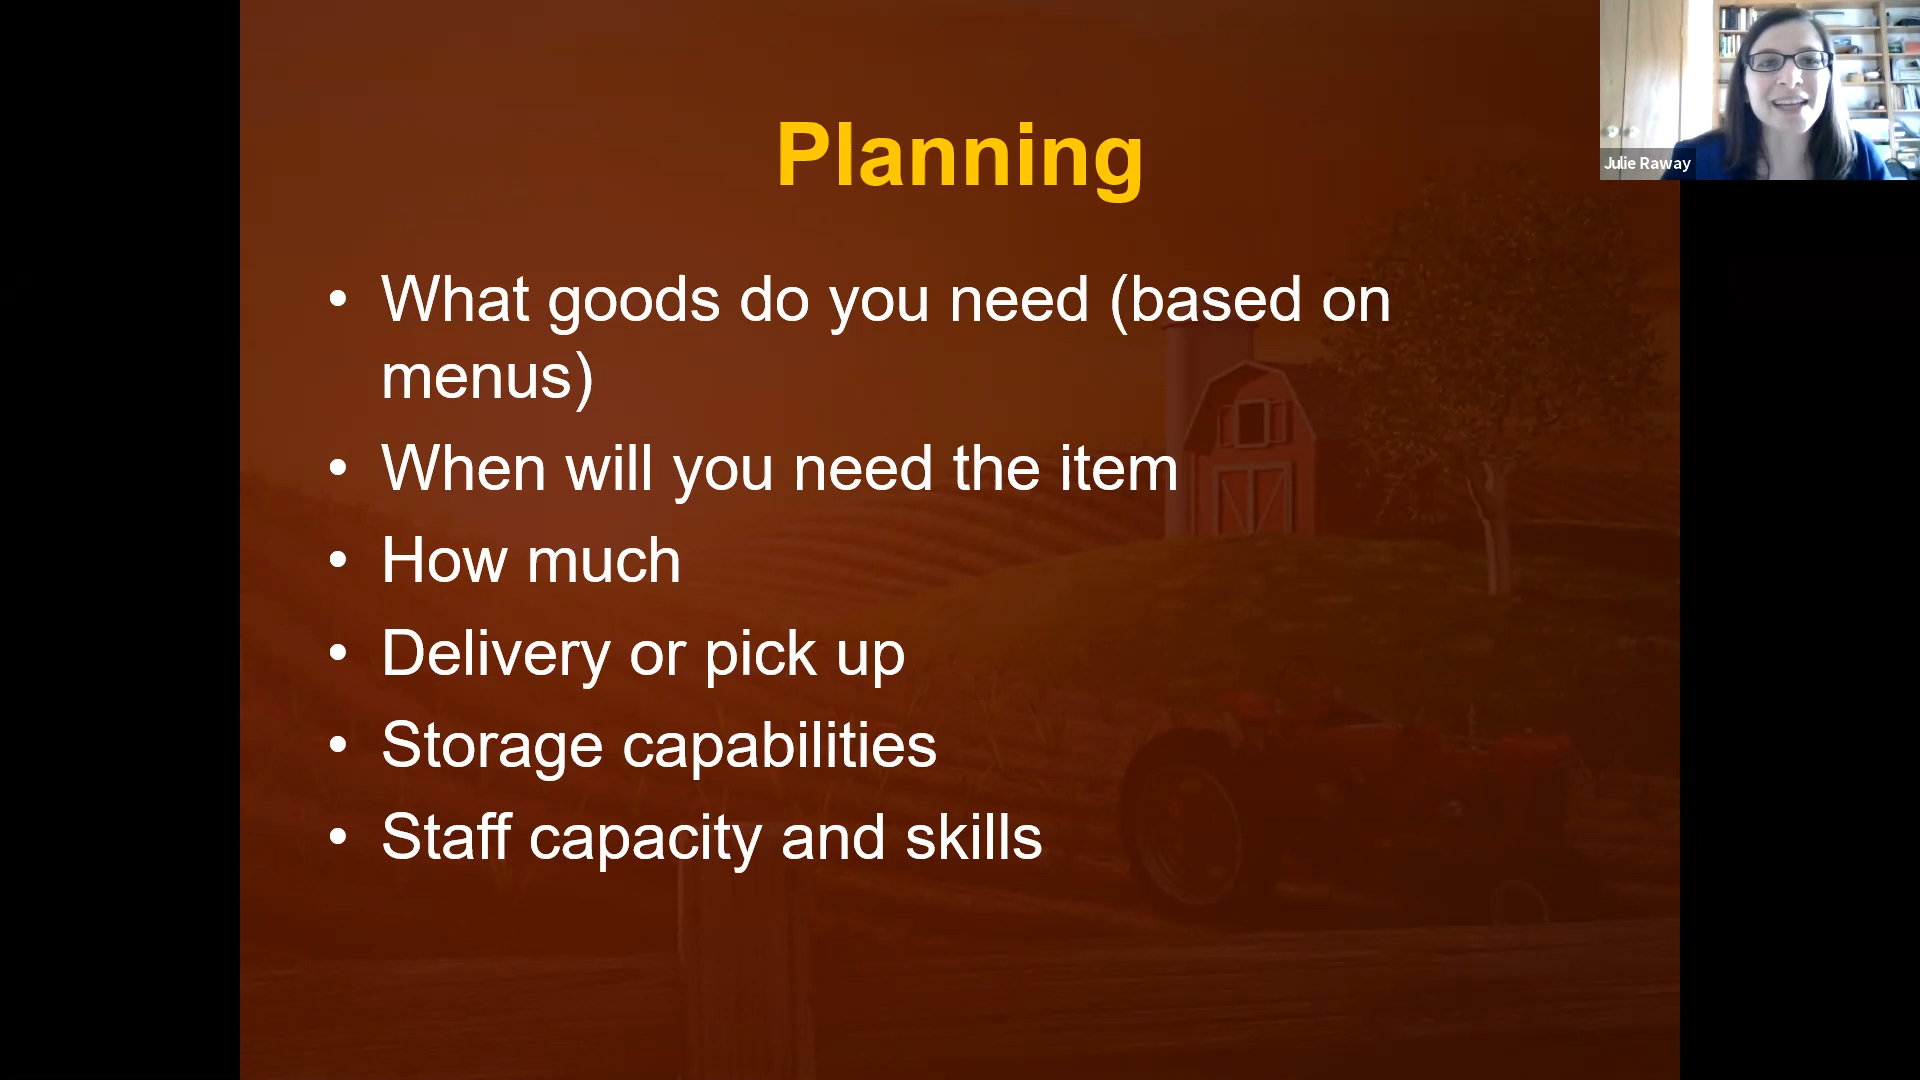 Planning
• What goods do you need (based on
menus)
• When will you need the item
• How much
• Delivery or pick up
• Storage capabilities
• Staff capacity and skills
Julie Raway